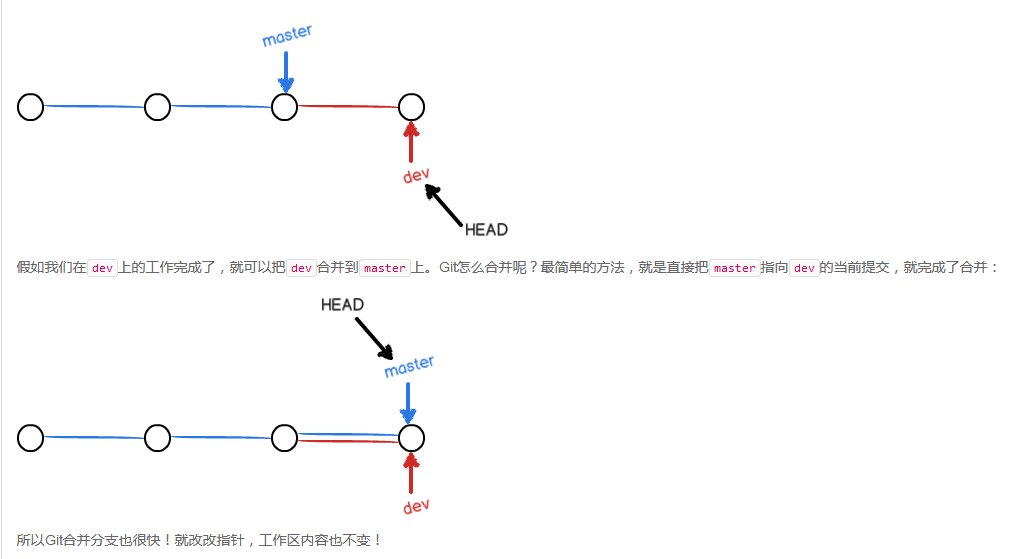 master
dev
HEAD
假如我们在dev上的工作完成了，就可以把dev合并到master上。Git怎么合并呢？最简单的方法，就是直接把master指向dev的当前提交，就完成了合并：
HEAD
master
dev
所以Git合并分支也很快！就改改指针，工作区内容也不变！